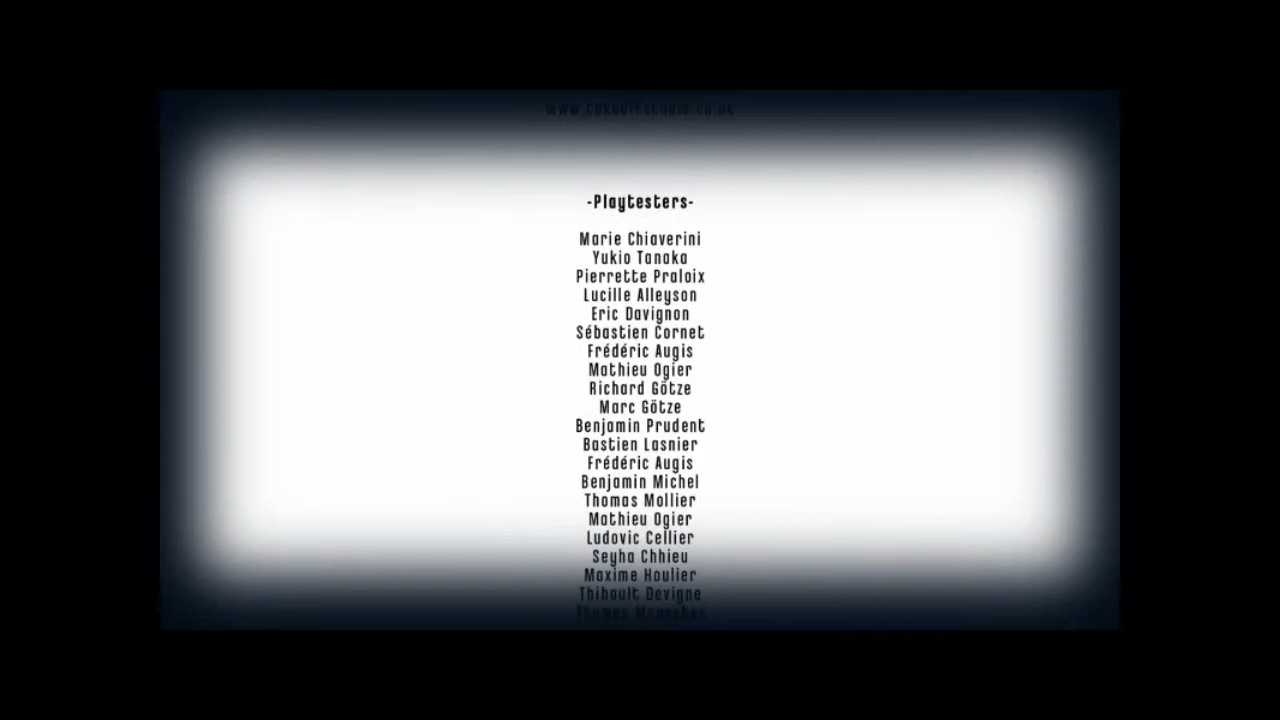 -Playtesters-
Marie Chiaverini
Yukio Tanaka
Pierrette Praloix
Lucille Alleyson
Eric Davignon
Sébastien Cornet
Frédéric Augis
Mathieu Ogier
Richard Götze
Marc Götze
Benjamin Prudent
Bastien Lasnier
Frédéric Augis
Benjamin Michel
Thomas Mollier
Mathieu Ogier
Ludovic Cellier
Seyha Chhieu
Maxime Houlier
Thibault Devigne
Thomas